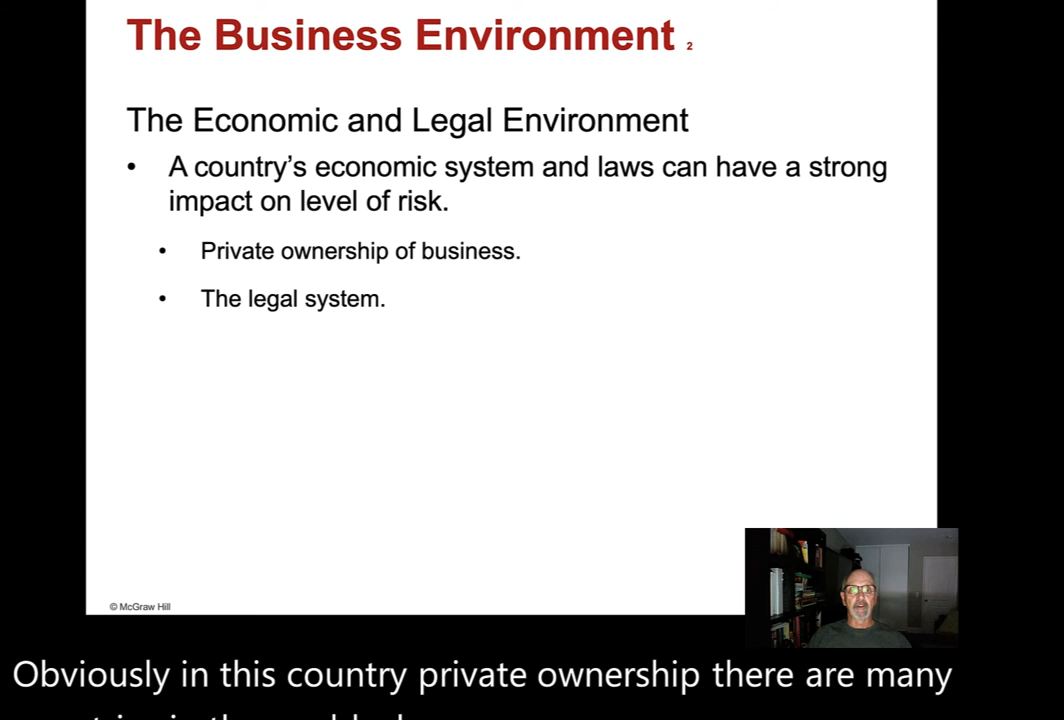 The Business Environment 2
The Economic and Legal Environment
• A country's economic system and laws can have a strong
impact on level of risk.
• Private ownership of business.
• The legal system.
© McGraw Hill
Obviously in this country private ownership there are many